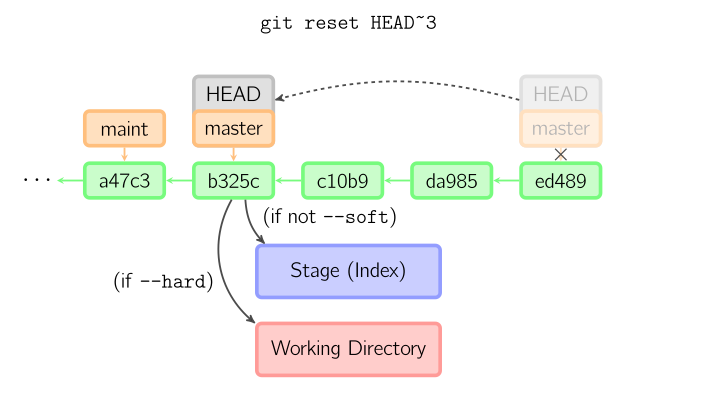 git reset HEAD~3
HEAD HEAD
maint master master
... a47c3 b325c c10b9 da985 ed489
(if not --soft)
Stage (Index)
(if --hard)
Working Directory